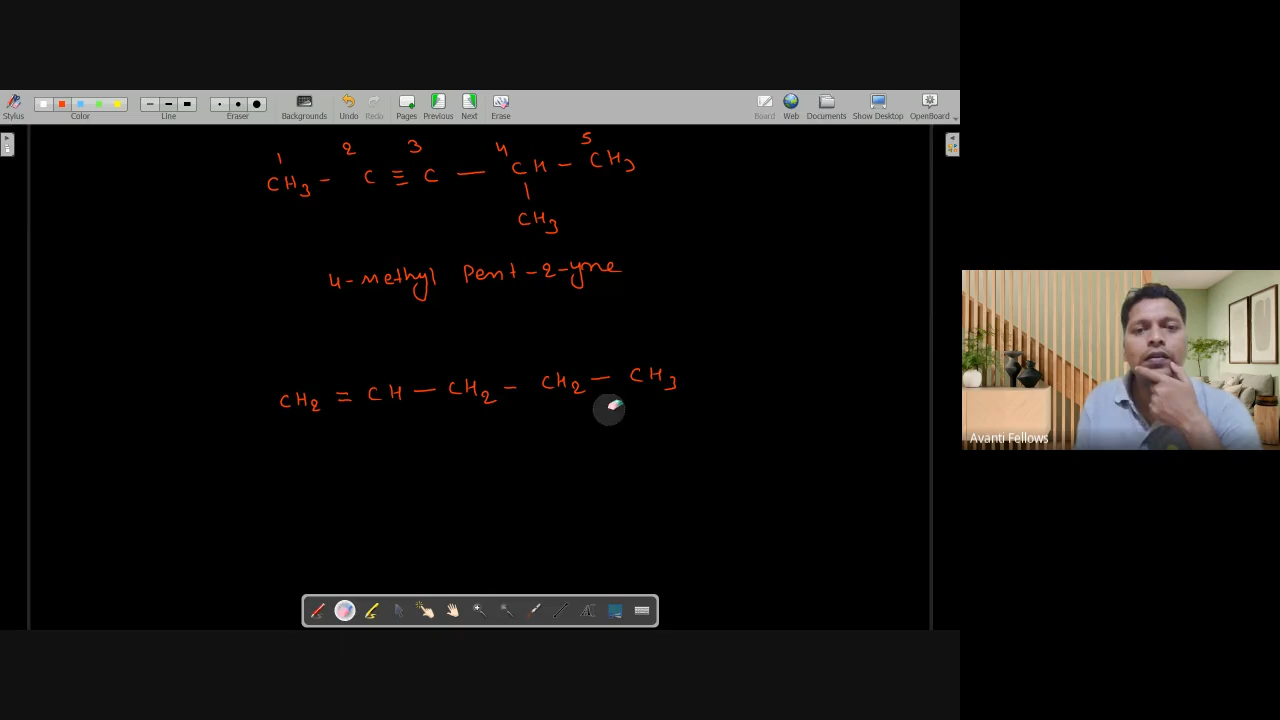 Stylus Color Line Eraser Backgrounds Undo Redo Pages Previous Next Erase Board Web Documents Show Desktop OpenBoard
1 2 3 4 5
CH3 - C ≡ C — CH - CH3
|
CH3
4-methyl Pent-2-yne
CH2 = CH — CH2 - CH2 — CH3
Avanti Fellows